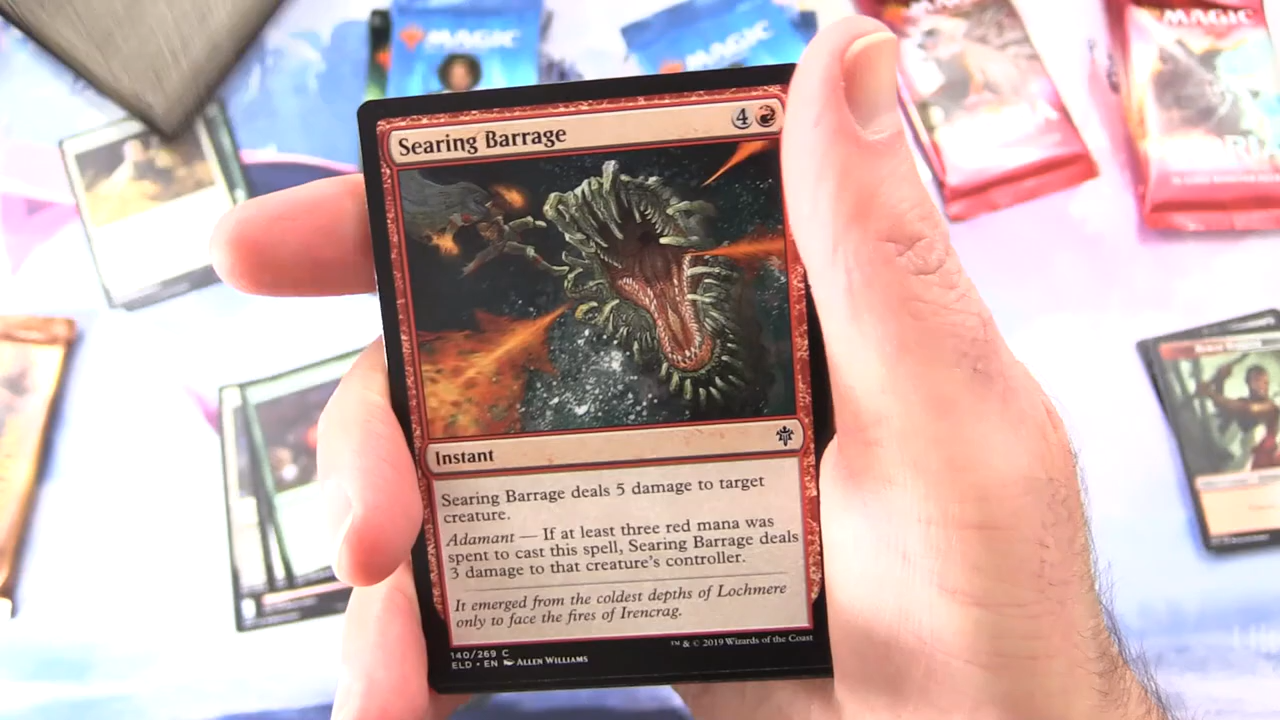 MAGIC
MAGIC
MAGIC
Searing Barrage
4
Instant
Searing Barrage deals 5 damage to target
creature.
Adamant — If at least three red mana was
spent to cast this spell, Searing Barrage deals
3 damage to that creature's controller.
It emerged from the coldest depths of Lochmere
only to face the fires of Irencrag.
™ & © 2019 Wizards of the Coast
140/269 C
ELD • EN ALLEN WILLIAMS